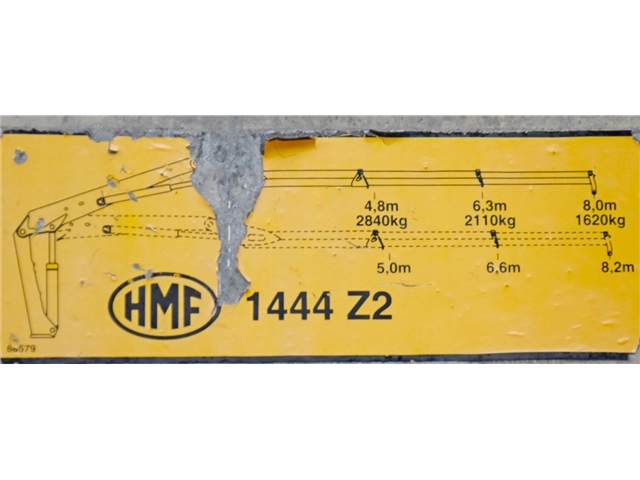 4,8m 6,3m 8,0m
2840kg 2110kg 1620kg
5,0m 6,6m 8,2m
HMF 1444 Z2